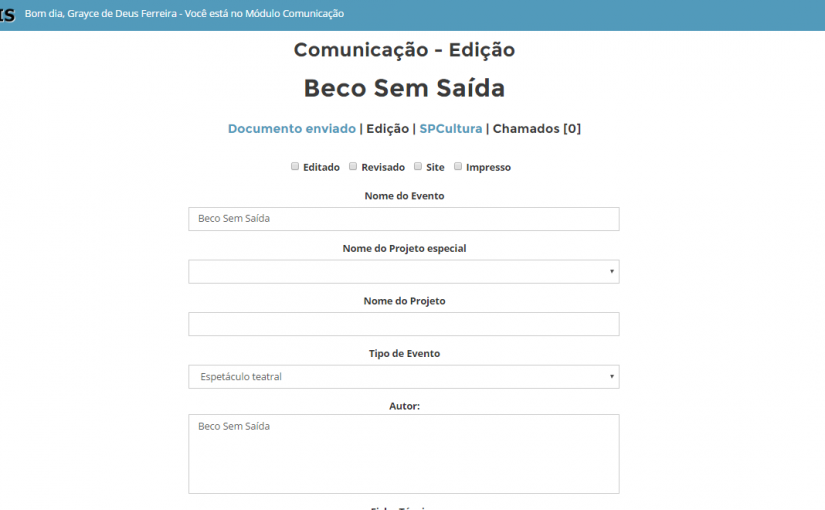 IS Bom dia, Grayce de Deus Ferreira - Você está no Módulo Comunicação
Comunicação - Edição
Beco Sem Saída
Documento enviado | Edição | SPCultura | Chamados [0]
Editado Revisado Site Impresso
Nome do Evento
Beco Sem Saída
Nome do Projeto especial
Nome do Projeto
Tipo de Evento
Espetáculo teatral
Autor:
Beco Sem Saída